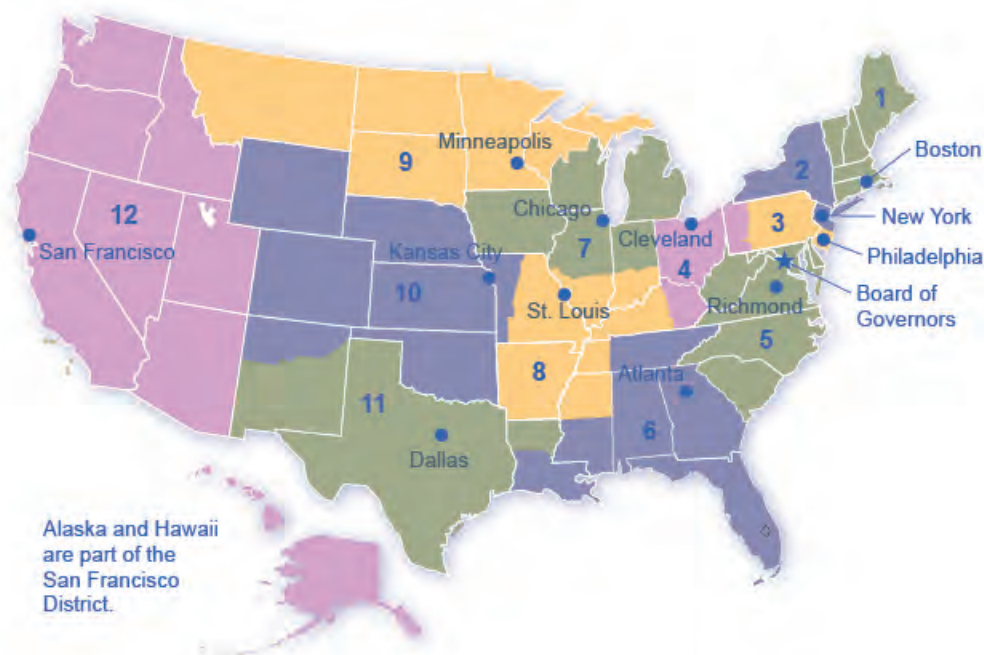 1
Boston
2
Minneapolis
9
New York
12
Chicago
3
San Francisco
Kansas City
7
Cleveland
Philadelphia
4
10
St. Louis
Richmond
Board of
Governors
5
8
Atlanta
11
6
Dallas
Alaska and Hawaii
are part of the
San Francisco
District.